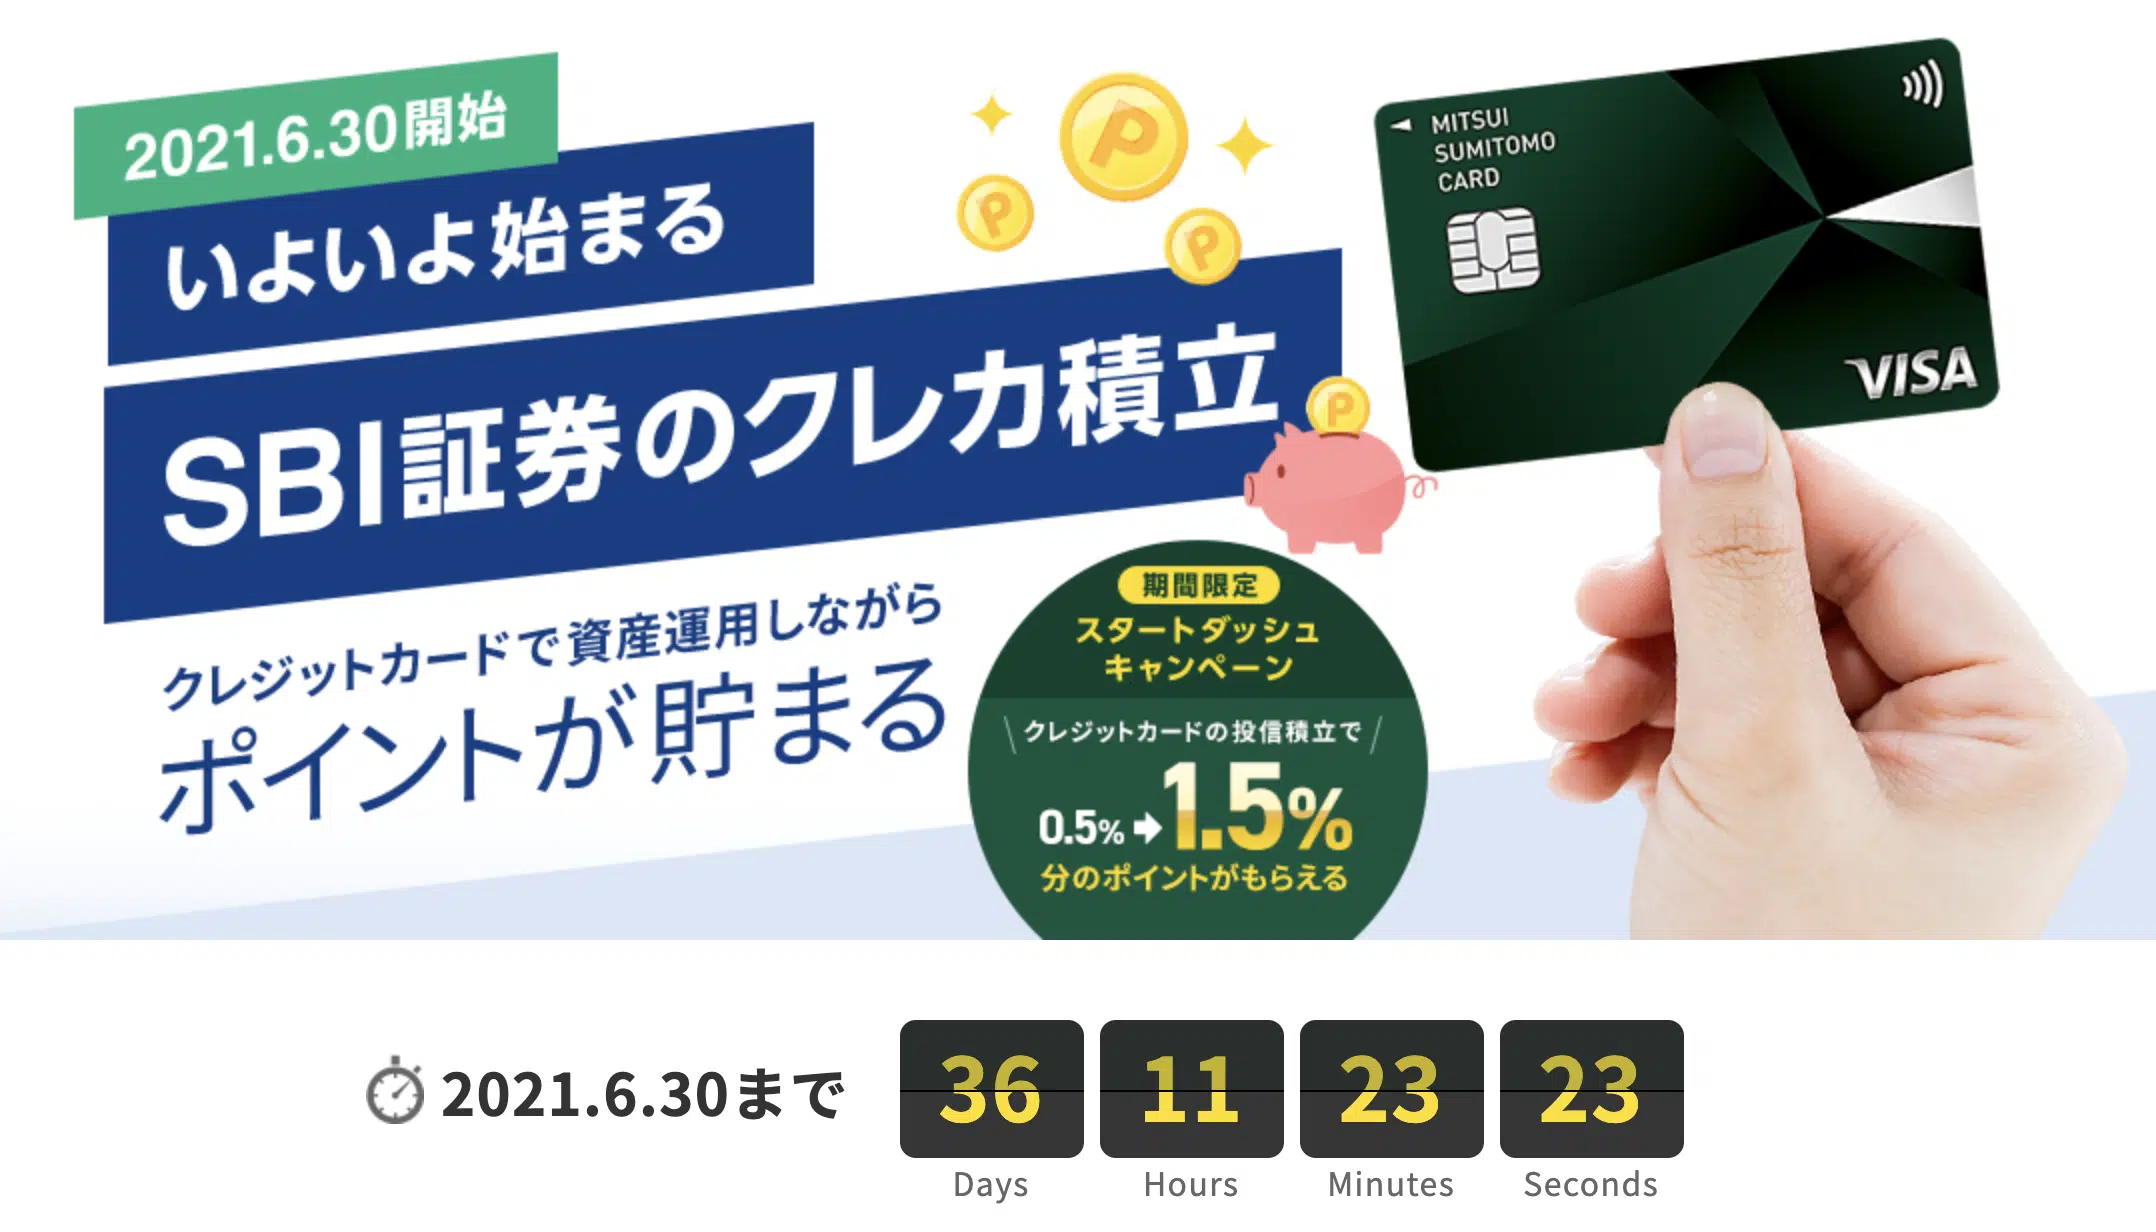 2021.6.30開始
いよいよ始まる
SBI証券のクレカ積立
クレジットカードで資産運用しながら
ポイントが貯まる
P
P
P
P
MITSUI
SUMITOMO
CARD
VISA
期間限定
スタートダッシュ
キャンペーン
\クレジットカードの投信積立で/
0.5%➡1.5%
分のポイントがもらえる
2021.6.30まで
36 11 23 23
Days Hours Minutes Seconds